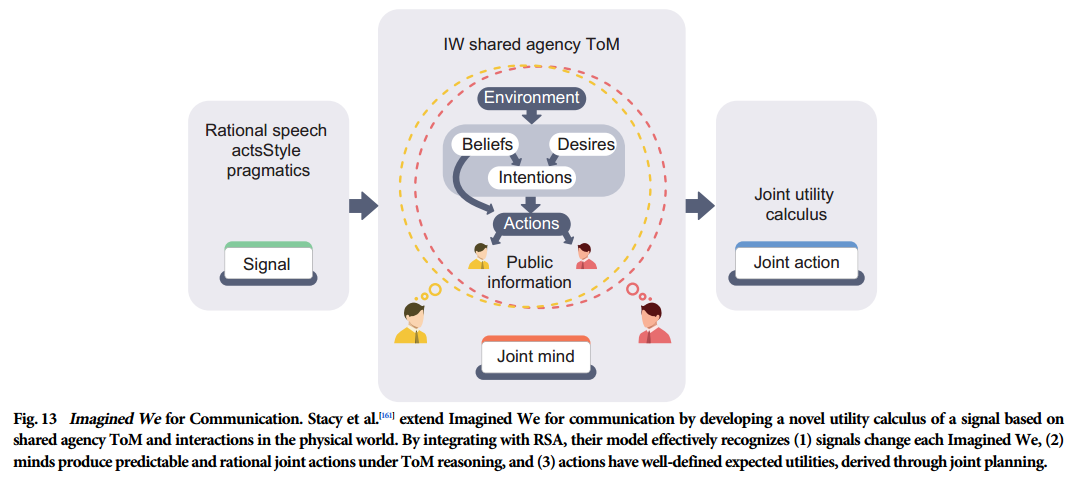 IW shared agency ToM
Environment
Beliefs
Desires
Intentions
Actions
Public
information
Joint mind
Rational speech
actsStyle
pragmatics
Signal
Joint utility
calculus
Joint action
Fig. 13 Imagined We for Communication. Stacy et al.[161] extend Imagined We for communication by developing a novel utility calculus of a signal based on
shared agency ToM and interactions in the physical world. By integrating with RSA, their model effectively recognizes (1) signals change each Imagined We, (2)
minds produce predictable and rational joint actions under ToM reasoning, and (3) actions have well-defined expected utilities, derived through joint planning.